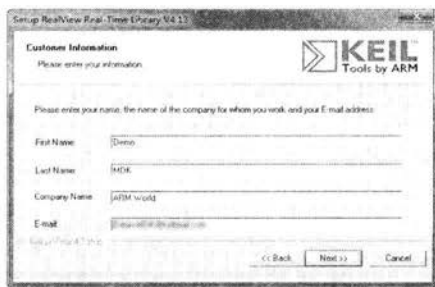 Setup RealView Real-Time Library V4.13
Customer Information
Please enter your information.
KEIL
Tools by ARM
Please enter your name, the name of the company for whom you work and your E-mail address.
First Name
Demo
Last Name
MDK
Company Name
ARM World
E-mail
<< Back
Next >>
Cancel